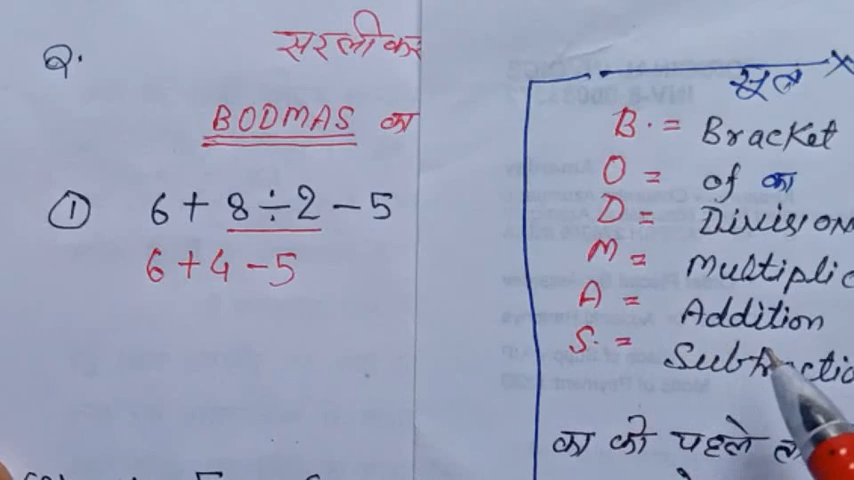 Q. सरलीकर
BODMAS का
① 6 + 8 ÷ 2 - 5
6 + 4 - 5
सूत्र
B. = Bracket
O = of का
D = Division
M = Multiplic
A = Addition
S. = Subtractio
का को पहले